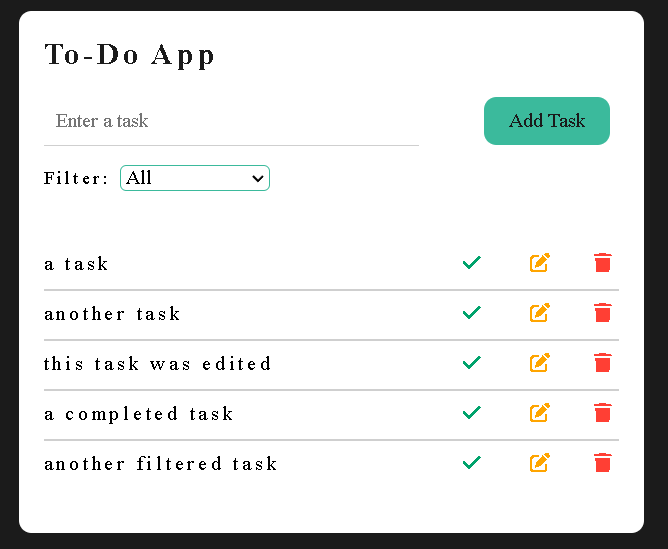 To-Do App
Enter a task
Add Task
Filter: All
a task
another task
this task was edited
a completed task
another filtered task